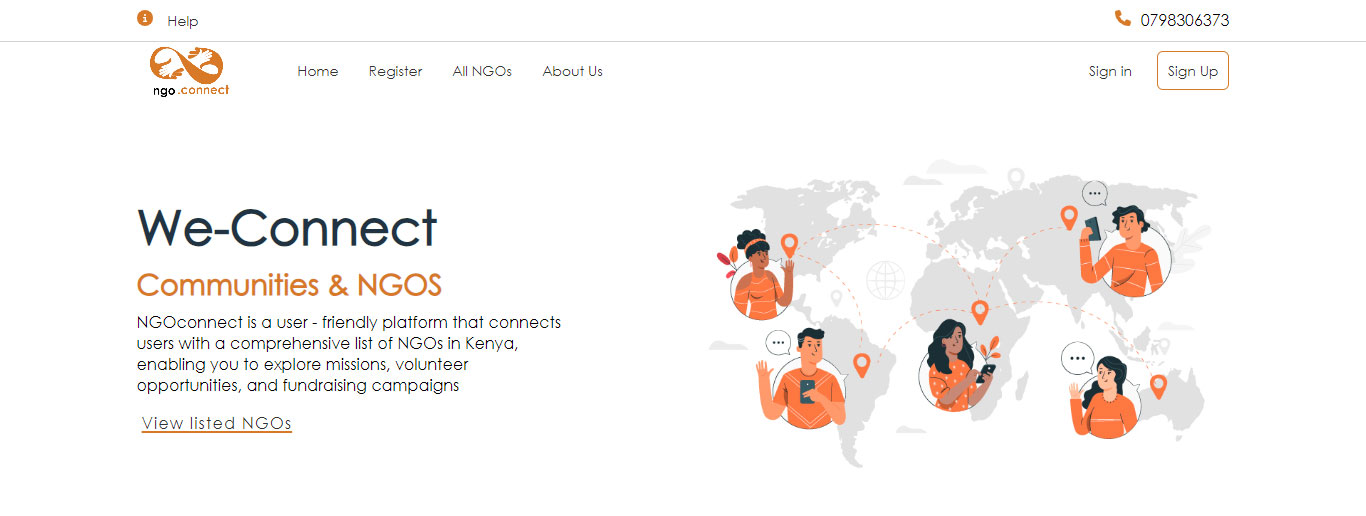 Help
0798306373
ngo.connect
Home
Register
All NGOs
About Us
Sign in
Sign Up
We-Connect
Communities & NGOS
NGOconnect is a user - friendly platform that connects
users with a comprehensive list of NGOs in Kenya,
enabling you to explore missions, volunteer
opportunities, and fundraising campaigns
View listed NGOs